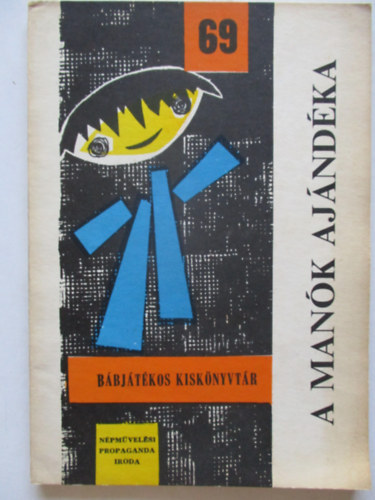 69
A MANÓK AJÁNDÉKA
BÁBJÁTÉKOS KISKÖNYVTÁR
NÉPMŰVELÉSI
PROPAGANDA
IRODA